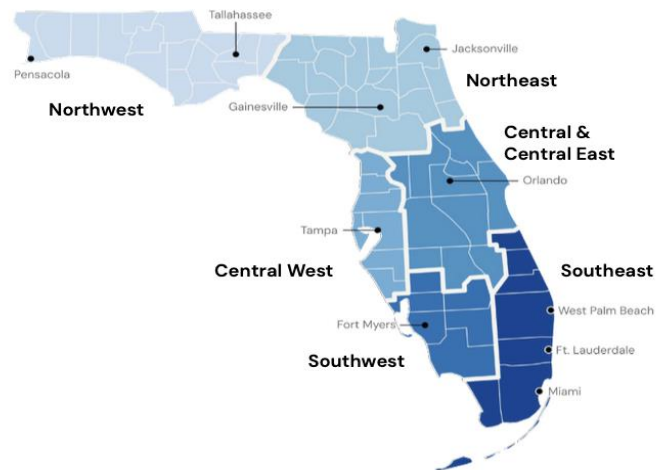 Tallahassee
Jacksonville
Pensacola
Northeast
Northwest
Gainesville
Central &
Central East
Orlando
Tampa
Central West
Southeast
West Palm Beach
Fort Myers
Ft. Lauderdale
Southwest
Miami